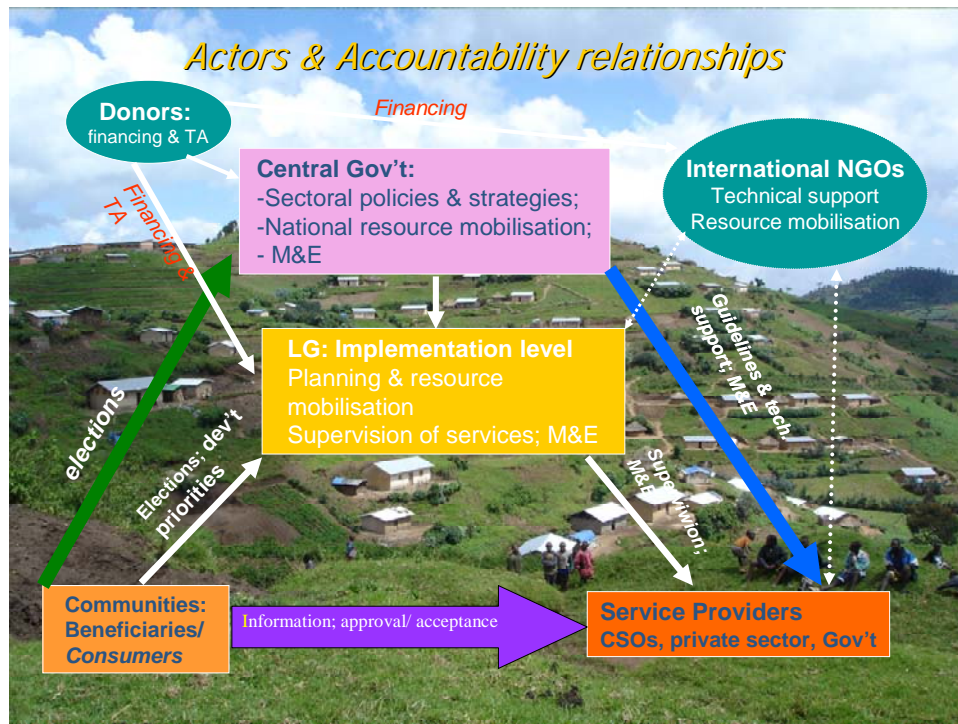 Actors & Accountability relationships
Donors:
financing & TA
Financing
Central Gov't:
-Sectoral policies & strategies;
-National resource mobilisation;
- M&E
International NGOs
Technical support
Resource mobilisation
Financing &
TA
LG: Implementation level
Planning & resource
mobilisation
Supervision of services; M&E
Guidelines & tech.
support; M&E
elections
Elections; dev't
priorities
Superviwion;
M&E
Communities:
Beneficiaries/
Consumers
Information; approval/ acceptance
Service Providers
CSOs, private sector, Gov't